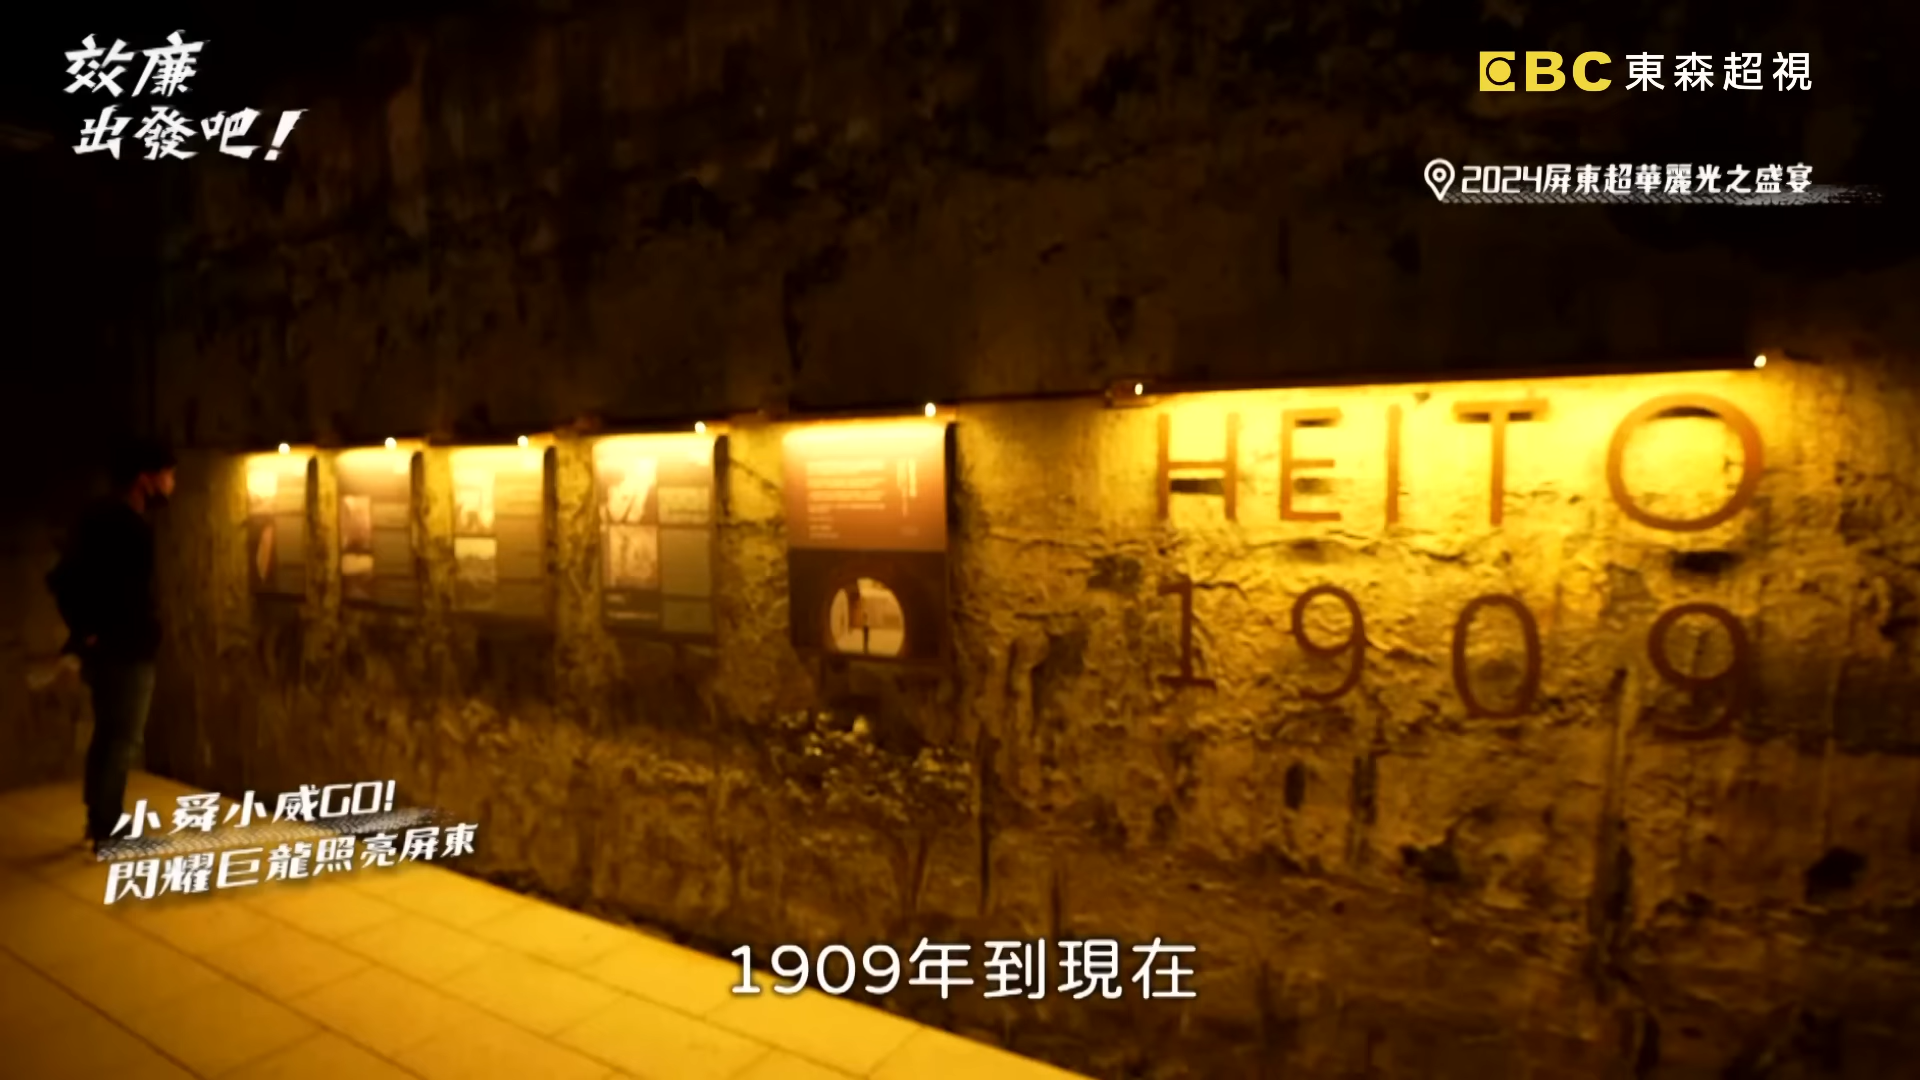 效廉
出發吧!
EBC 東森超視
2024屏東超華麗光之盛宴
HEITO
1909
小舜小威GO!
閃耀巨龍照亮屏東
1909年到現在